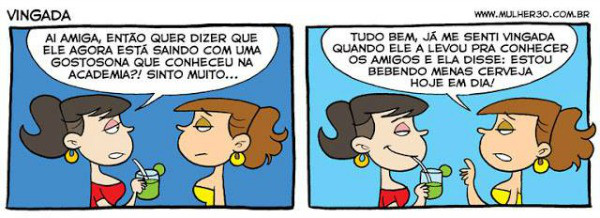 VINGADA
WWW.MULHER30.COM.BR
AI AMIGA, ENTÃO QUER DIZER QUE
ELE AGORA ESTÁ SAINDO COM UMA
GOSTOSONA QUE CONHECEU NA
ACADEMIA?! SINTO MUITO...
TUDO BEM, JÁ ME SENTI VINGADA
QUANDO ELE A LEVOU PRA CONHECER
OS AMIGOS E ELA DISSE: ESTOU
BEBENDO MENAS CERVEJA
HOJE EM DIA!